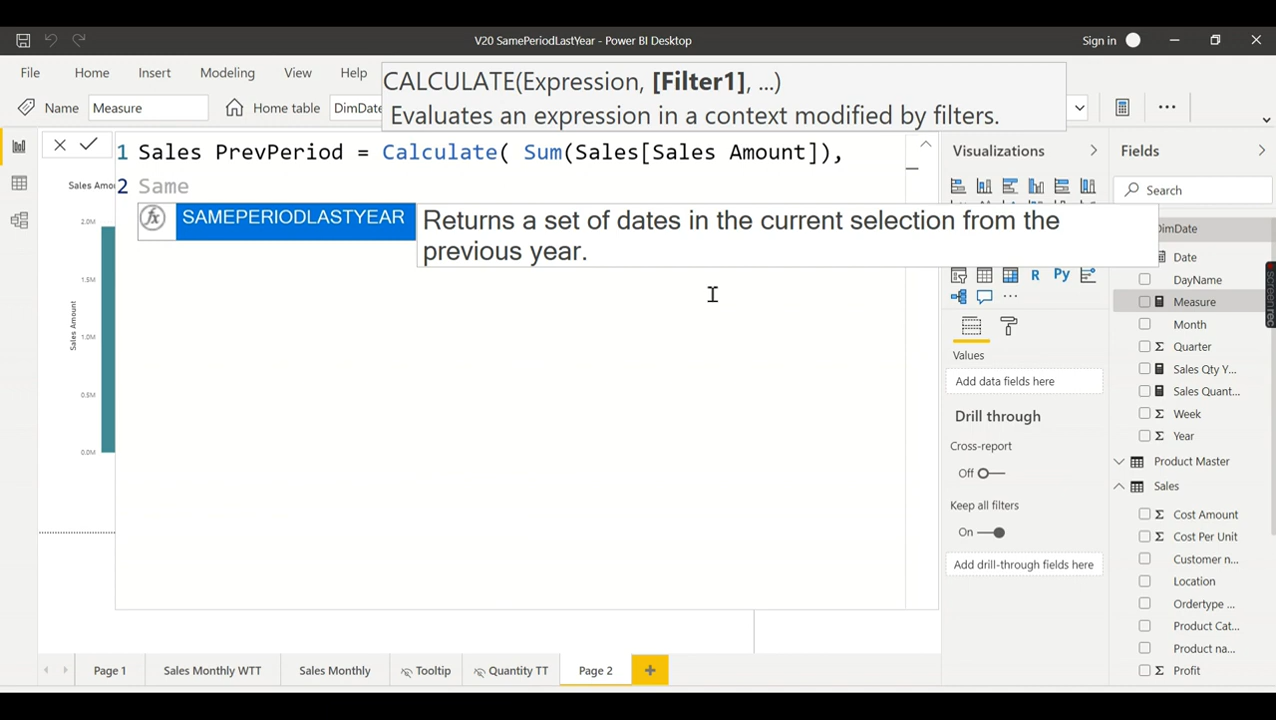 V20 SamePeriodLastYear - Power BI Desktop
Sign in
File Home Insert Modeling View Help
CALCULATE(Expression, [Filter1], ...)
Evaluates an expression in a context modified by filters.
Name Measure Home table DimDate
1 Sales PrevPeriod = Calculate( Sum(Sales[Sales Amount]),
2 Same
SAMEPERIODLASTYEAR
Returns a set of dates in the current selection from the
previous year.
Sales Amou
2.0M
1.5M
1.0M
0.5M
0.0M
Sales Amount
Visualizations
R Py
...
Values
Add data fields here
Drill through
Cross-report
Off
Keep all filters
On
Add drill-through fields here
Fields
Search
DimDate
Date
DayName
Measure
Month
Quarter
Sales Qty Y...
Sales Quant...
Week
Year
Product Master
Sales
Cost Amount
Cost Per Unit
Customer n...
Location
Ordertype ...
Product Cat...
Product na...
Profit
screenrec
Page 1 Sales Monthly WTT Sales Monthly Tooltip Quantity TT Page 2 +